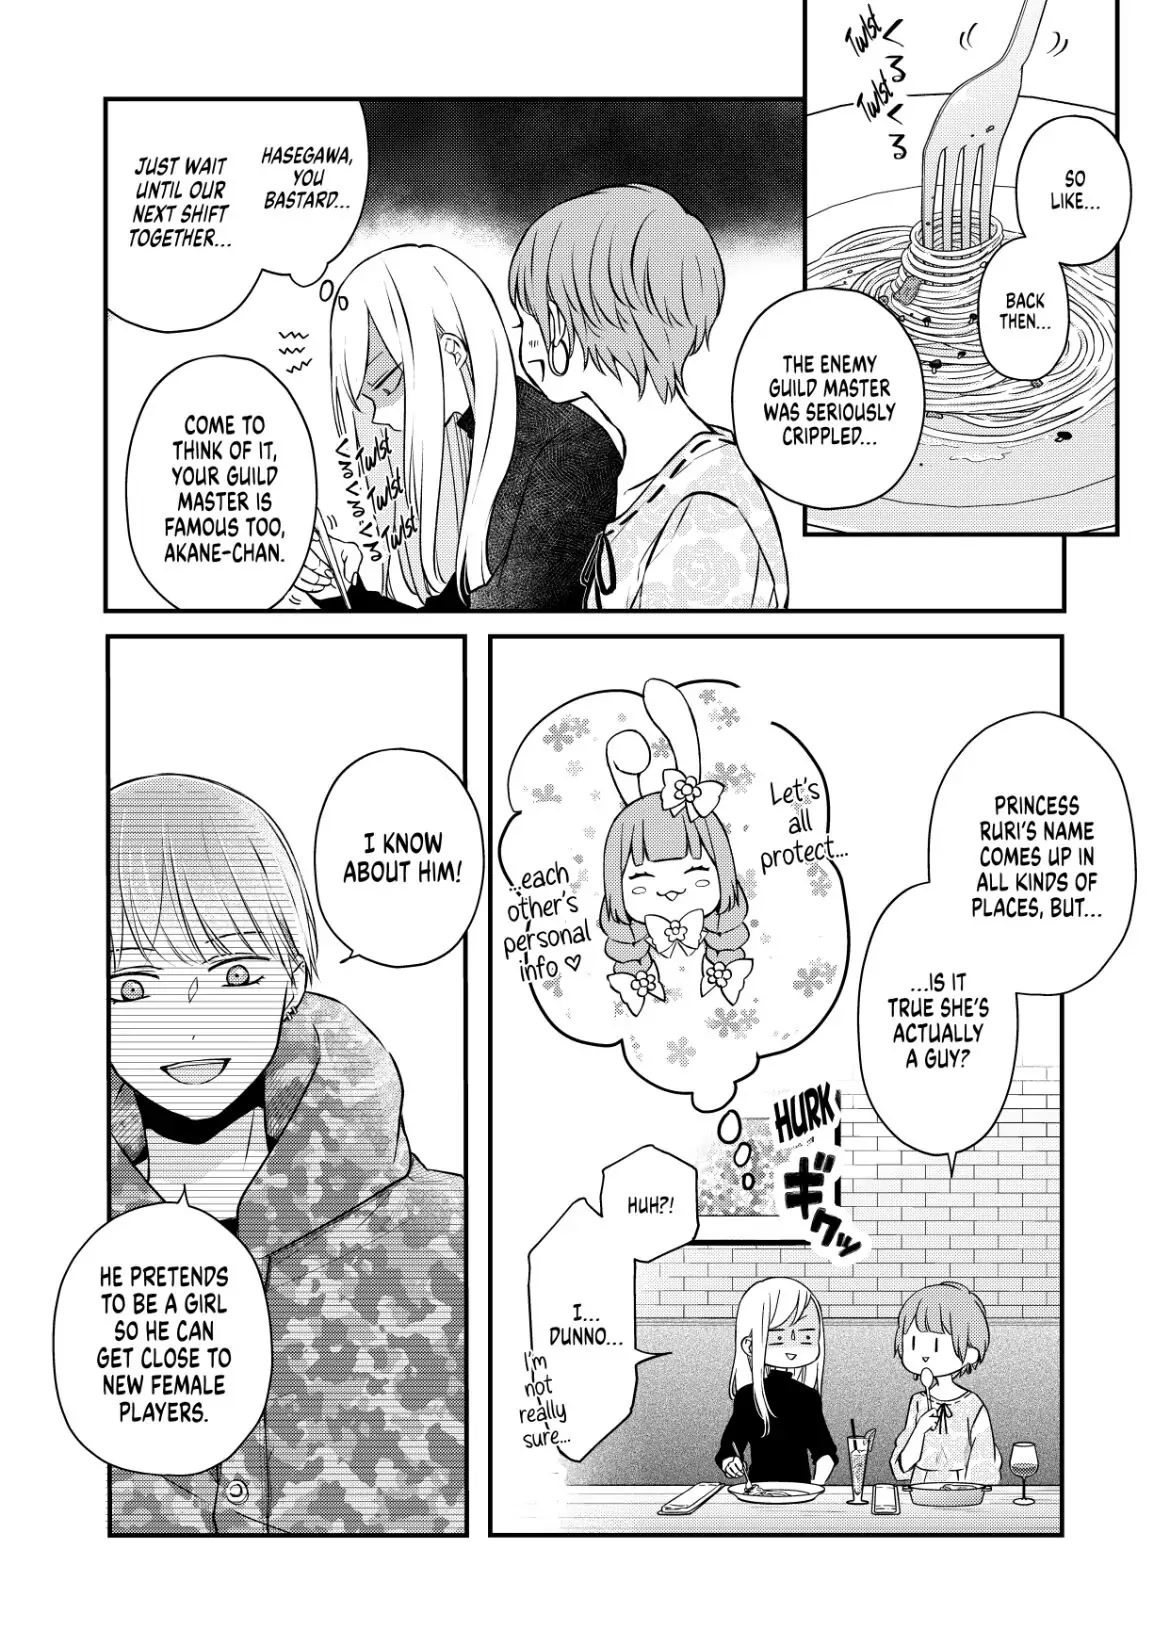 SO
LIKE...
BACK
THEN...
Twist
くる
Twist
くる
THE ENEMY
GUILD MASTER
WAS SERIOUSLY
CRIPPLED...
HASEGAWA,
YOU
BASTARD...
JUST WAIT
UNTIL OUR
NEXT SHIFT
TOGETHER...
COME TO
THINK OF IT,
YOUR GUILD
MASTER IS
FAMOUS TOO,
AKANE-CHAN.
Twist
Twist
Twist
PRINCESS
RURI'S NAME
COMES UP IN
ALL KINDS OF
PLACES, BUT...
...IS IT
TRUE SHE'S
ACTUALLY
A GUY?
Let's
all
protect...
...each
other's
personal
info ♡
HURK
ギクッ
HUH?!
I...
DUNNO...
I'm
not
really
sure...
I KNOW
ABOUT HIM!
HE PRETENDS
TO BE A GIRL
SO HE CAN
GET CLOSE TO
NEW FEMALE
PLAYERS.